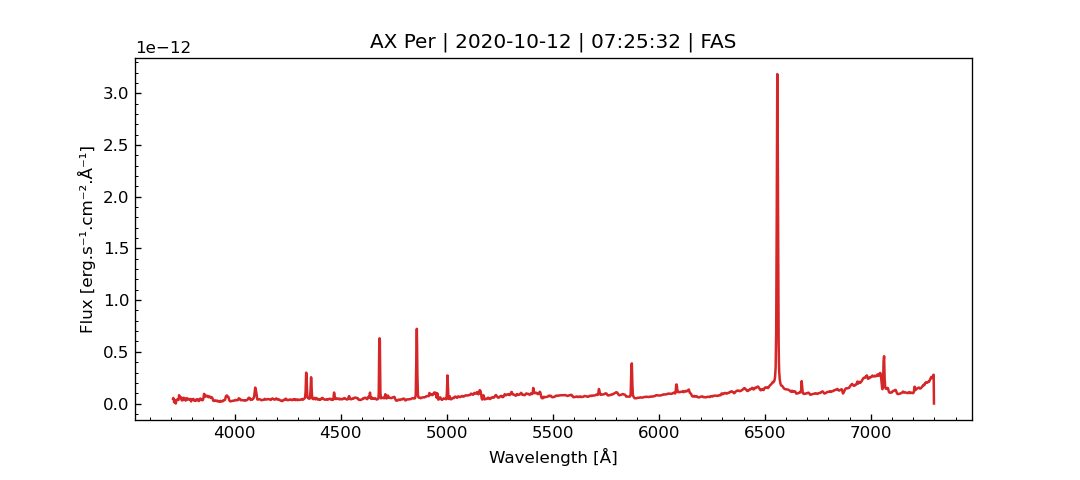 AX Per | 2020-10-12 | 07:25:32 | FAS
1e−12
3.0
2.5
2.0
1.5
1.0
0.5
0.0
Flux [erg.s⁻¹.cm⁻².Å⁻¹]
4000 4500 5000 5500 6000 6500 7000
Wavelength [Å]